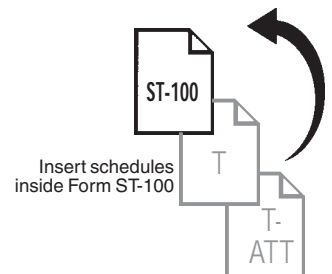 ST-100
Insert schedules
inside Form ST-100
T
T-
ATT